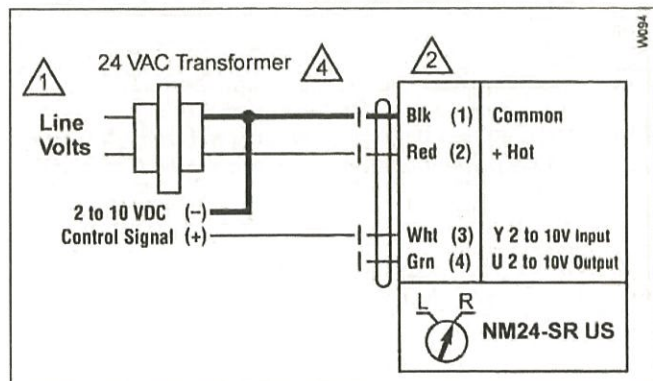 W094
1
24 VAC Transformer
4
2
Line
Volts
Blk (1) Common
Red (2) + Hot
2 to 10 VDC (–)
Control Signal (+)
Wht (3) Y 2 to 10V Input
Grn (4) U 2 to 10V Output
L R
NM24-SR US